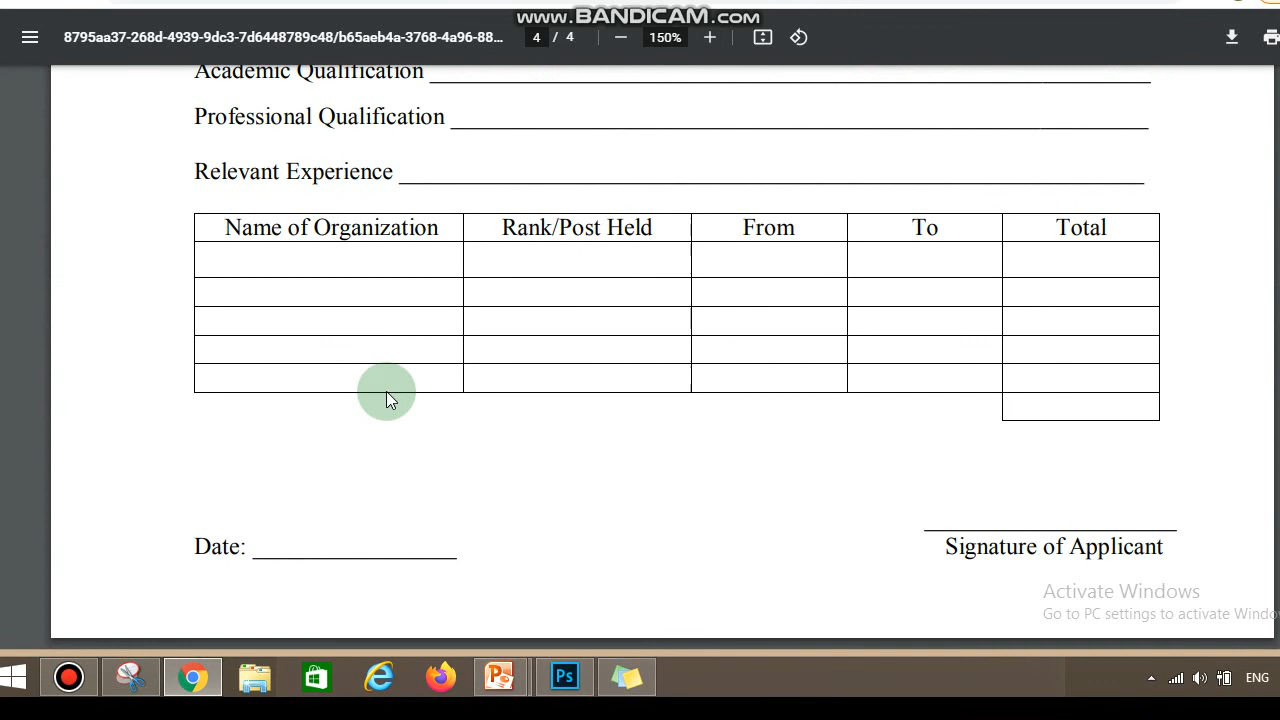 www.BANDICAM.com
8795aa37-268d-4939-9dc3-7d6448789c48/b65aeb4a-3768-4a96-88... 4 / 4 150%
Academic Qualification
Professional Qualification
Relevant Experience
Name of Organization Rank/Post Held From To Total
Date:
Signature of Applicant
Activate Windows
Go to PC settings to activate Windo
Ps
ENG